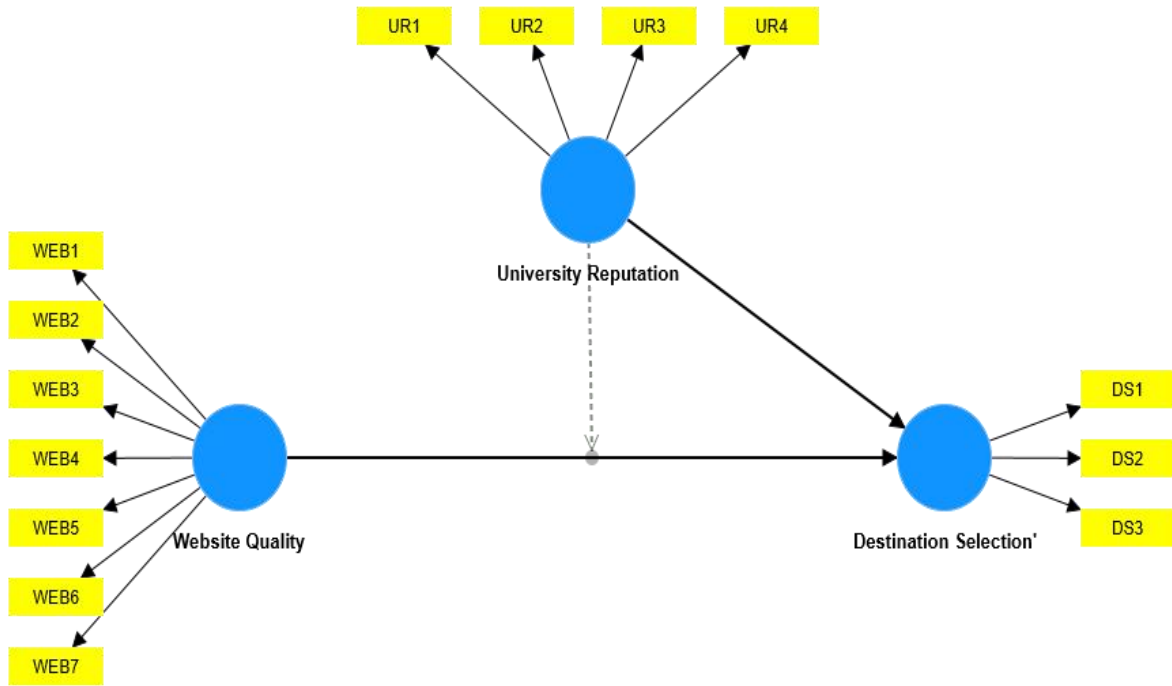 UR1
UR2
UR3
UR4
University Reputation
WEB1
WEB2
WEB3
WEB4
WEB5
WEB6
WEB7
Website Quality
DS1
DS2
DS3
Destination Selection'